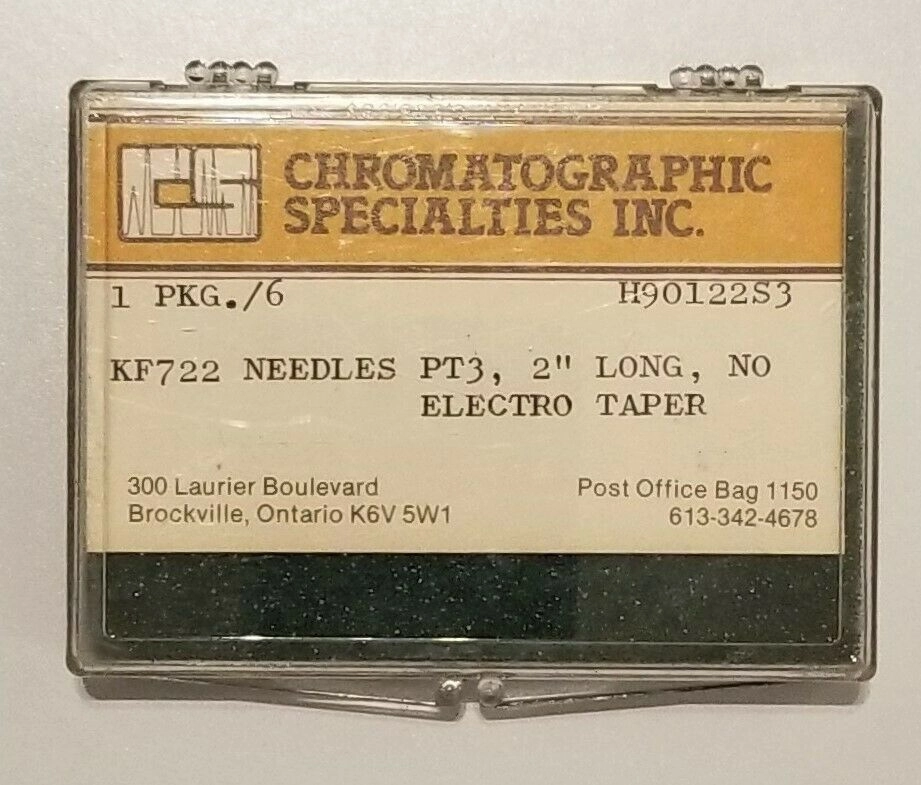 CS
CHROMATOGRAPHIC
SPECIALTIES INC.
1 PKG./6 H90122S3
KF722 NEEDLES PT3, 2" LONG, NO
ELECTRO TAPER
300 Laurier Boulevard Post Office Bag 1150
Brockville, Ontario K6V 5W1 613-342-4678